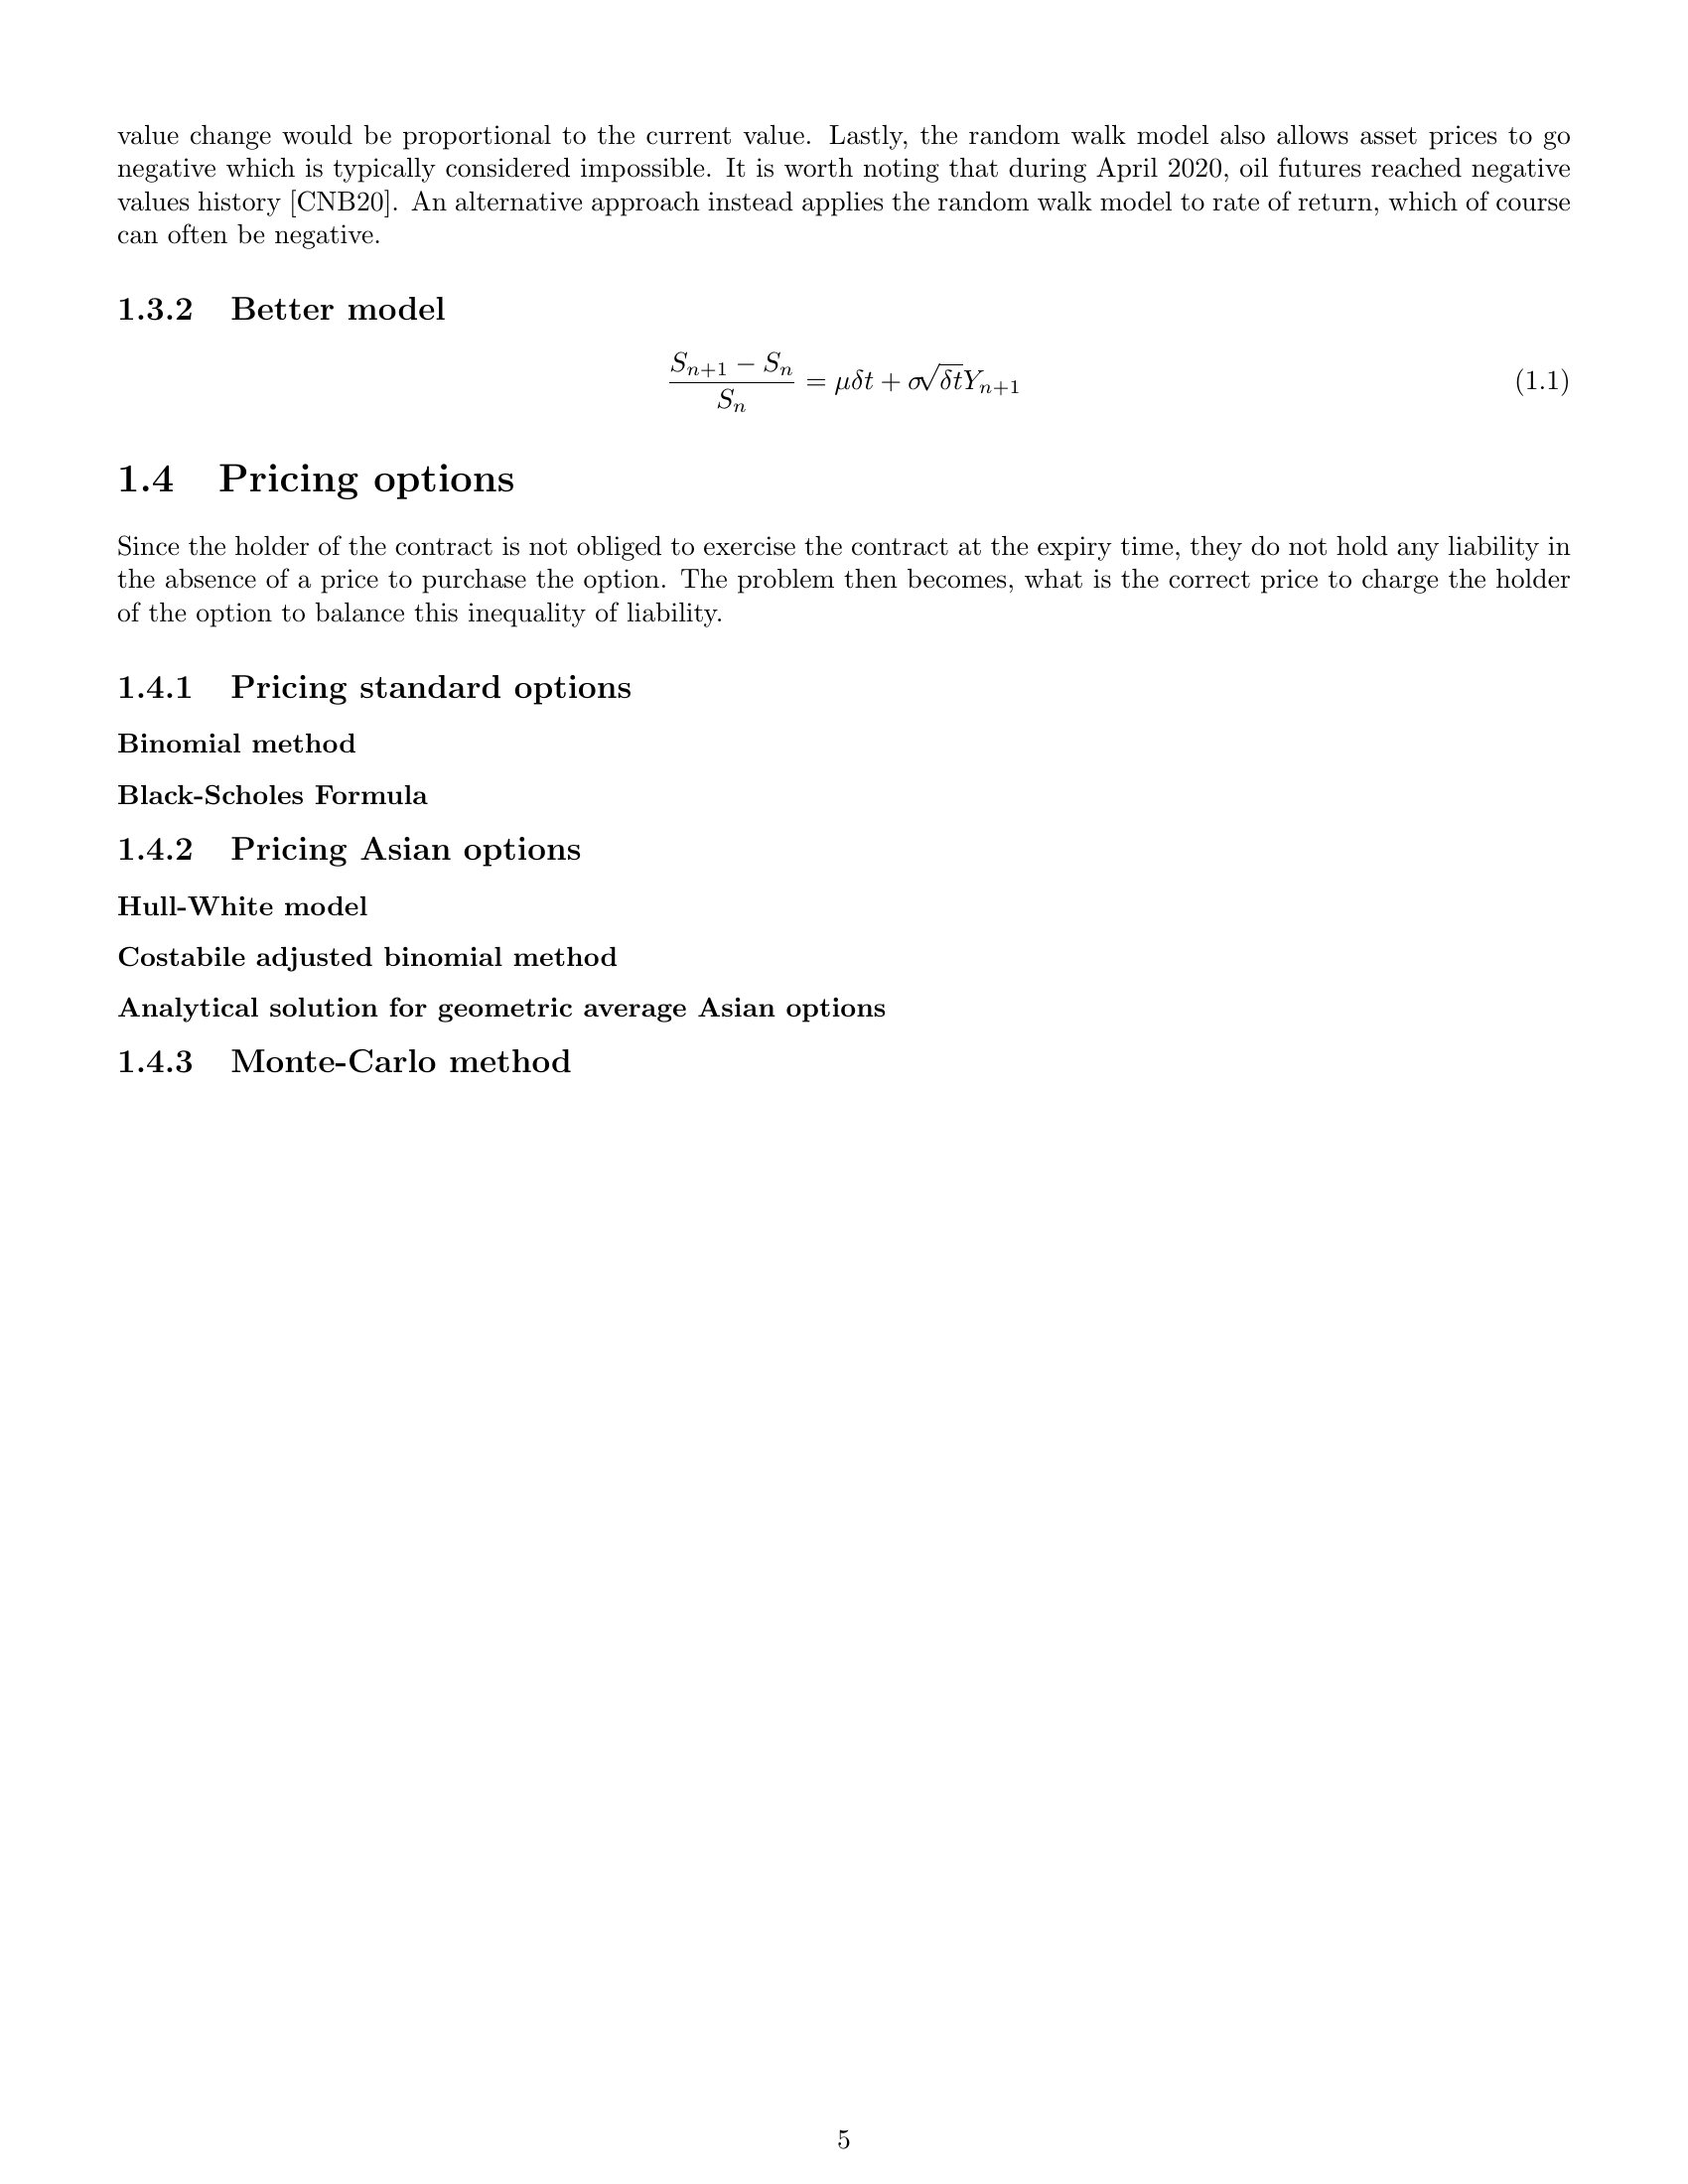 value change would be proportional to the current value. Lastly, the random walk model also allows asset prices to go
negative which is typically considered impossible. It is worth noting that during April 2020, oil futures reached negative
values history [CNB20]. An alternative approach instead applies the random walk model to rate of return, which of course
can often be negative.
1.3.2 Better model
\frac{S_{n+1} - S_n}{S_n} = μδt + σ√δt Y_{n+1} (1.1)
1.4 Pricing options
Since the holder of the contract is not obliged to exercise the contract at the expiry time, they do not hold any liability in
the absence of a price to purchase the option. The problem then becomes, what is the correct price to charge the holder
of the option to balance this inequality of liability.
1.4.1 Pricing standard options
Binomial method
Black-Scholes Formula
1.4.2 Pricing Asian options
Hull-White model
Costabile adjusted binomial method
Analytical solution for geometric average Asian options
1.4.3 Monte-Carlo method
5